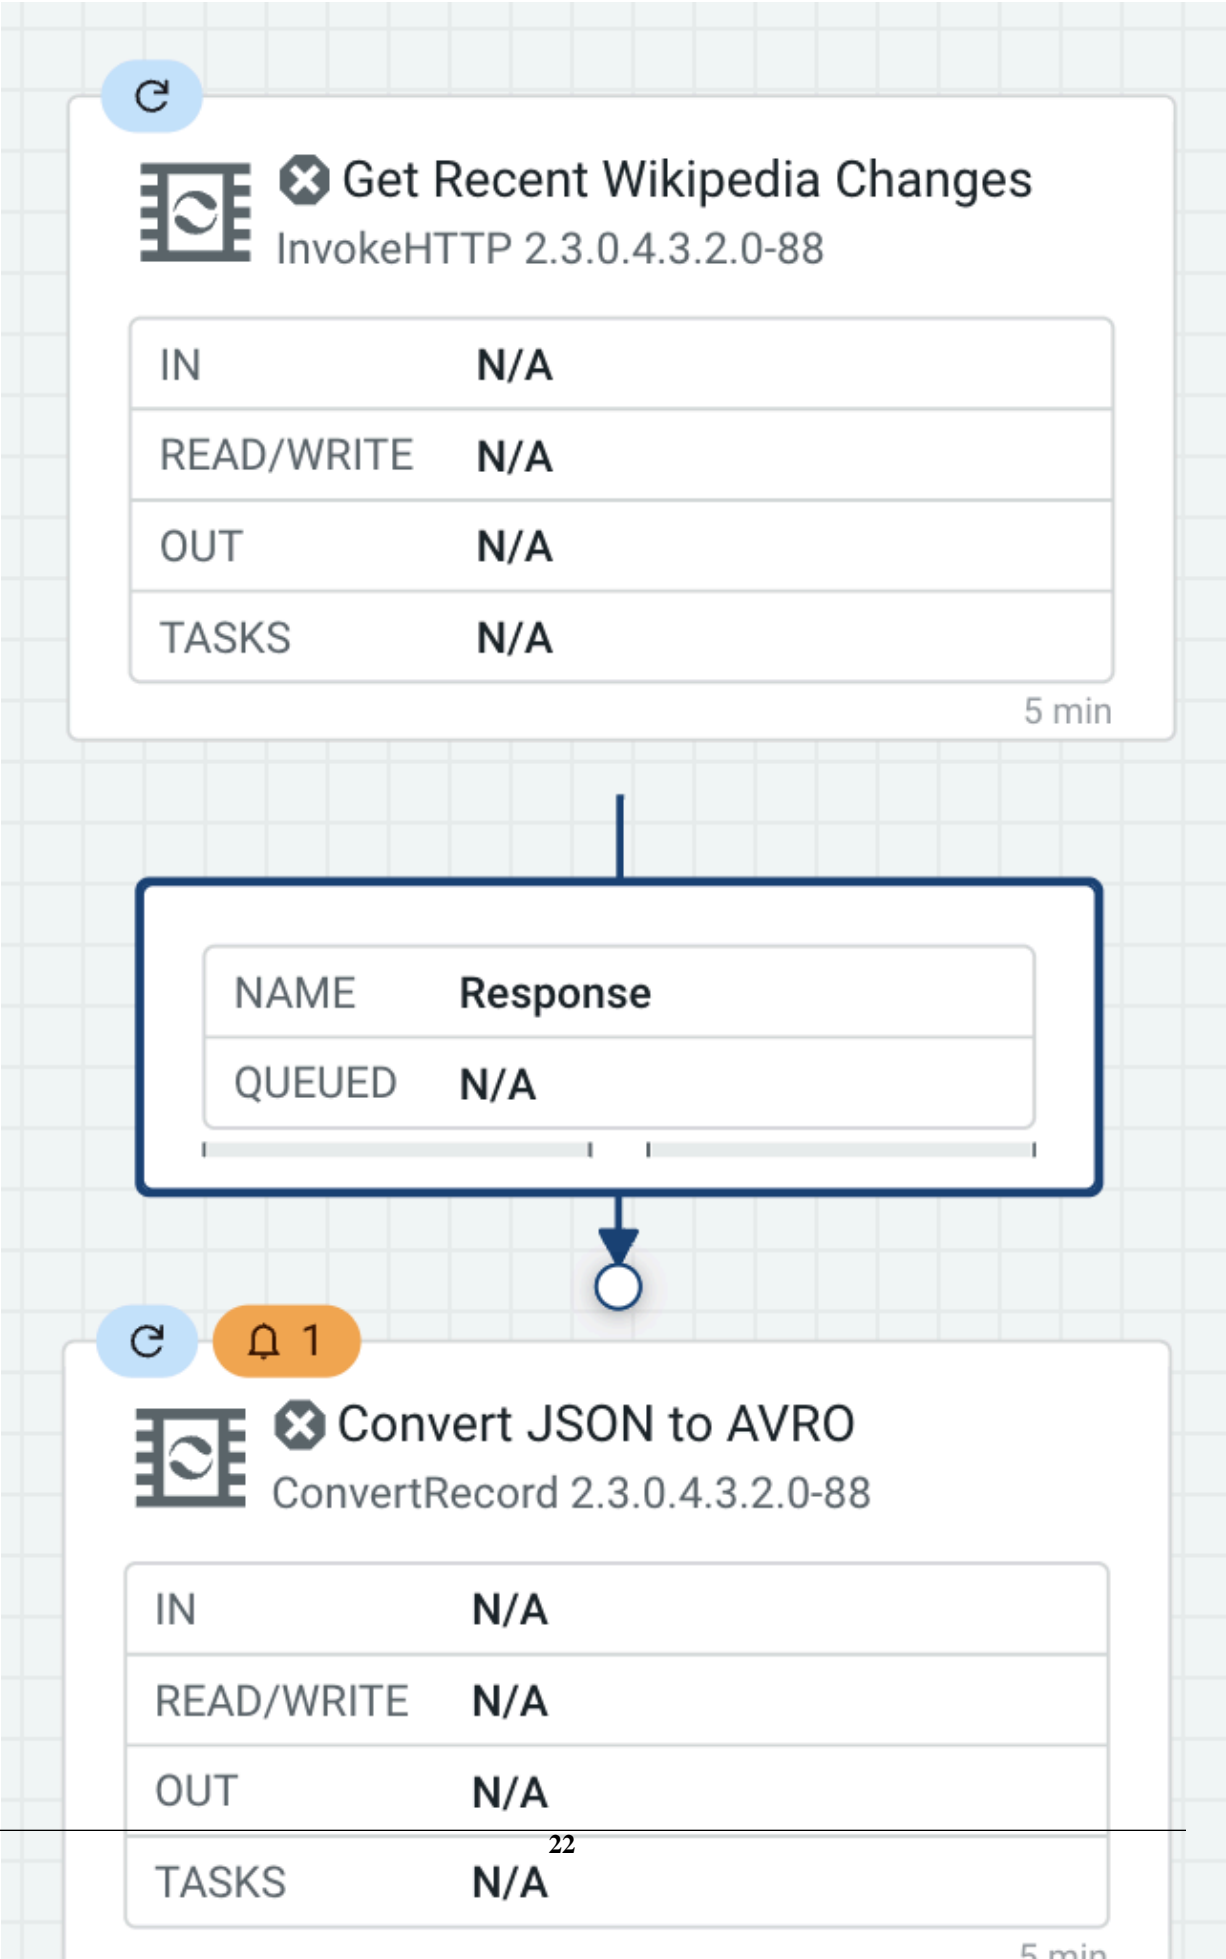 Get Recent Wikipedia Changes
InvokeHTTP 2.3.0.4.3.2.0-88
IN N/A
READ/WRITE N/A
OUT N/A
TASKS N/A
5 min
NAME Response
QUEUED N/A
1
Convert JSON to AVRO
ConvertRecord 2.3.0.4.3.2.0-88
IN N/A
READ/WRITE N/A
OUT N/A
22
TASKS N/A
5 min